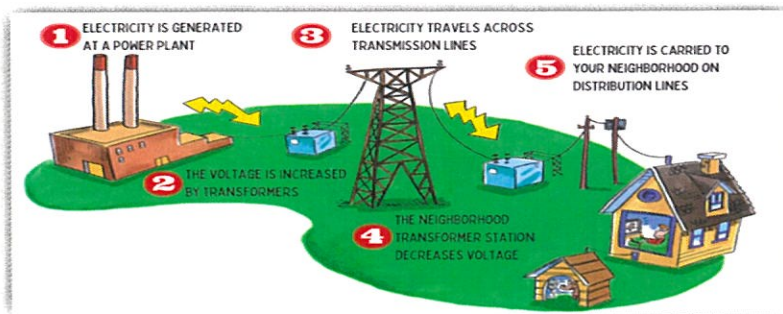 1 ELECTRICITY IS GENERATED
AT A POWER PLANT
2 THE VOLTAGE IS INCREASED
BY TRANSFORMERS
3 ELECTRICITY TRAVELS ACROSS
TRANSMISSION LINES
4 THE NEIGHBORHOOD
TRANSFORMER STATION
DECREASES VOLTAGE
5 ELECTRICITY IS CARRIED TO
YOUR NEIGHBORHOOD ON
DISTRIBUTION LINES